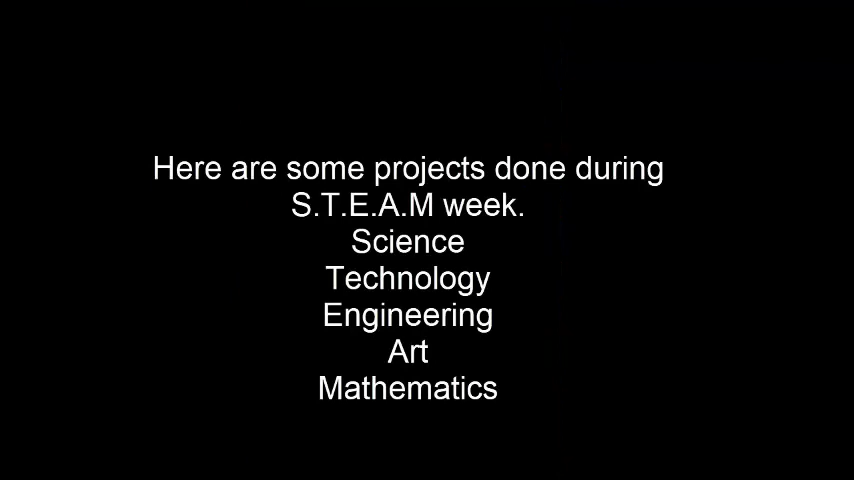 Here are some projects done during
S.T.E.A.M week.
Science
Technology
Engineering
Art
Mathematics